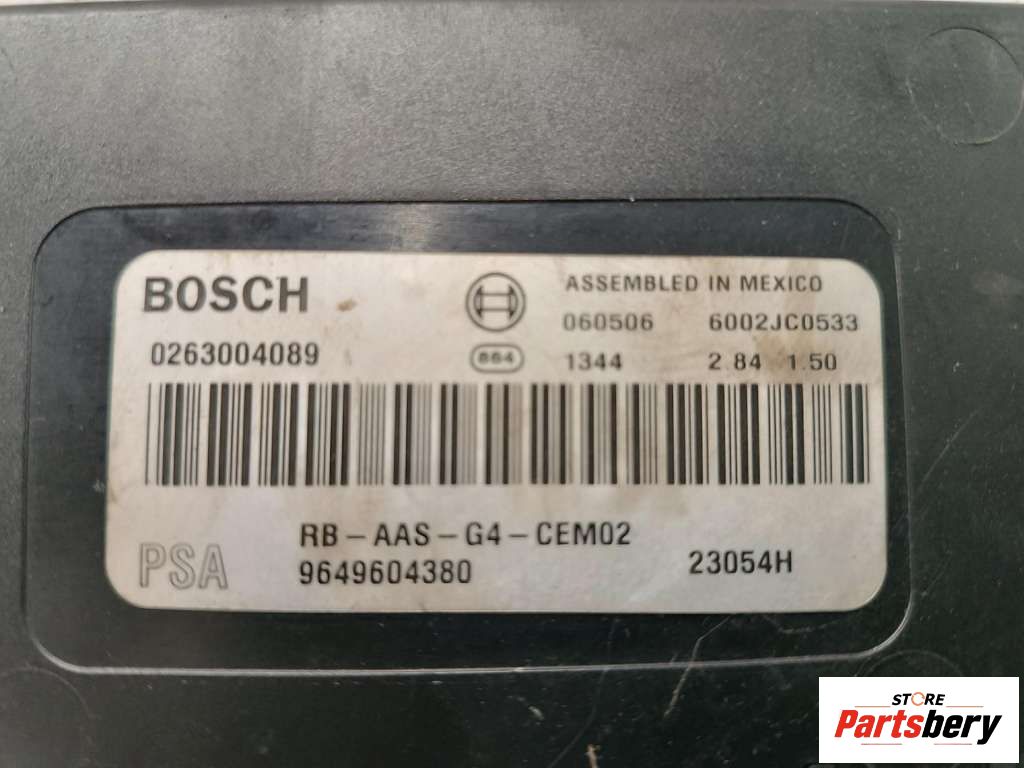 BOSCH
ASSEMBLED IN MEXICO
060506 6002JC0533
0263004089 864 1344 2.84 1.50
RB-AAS-G4-CEM02
PSA 9649604380 23054H
STORE
Partsbery